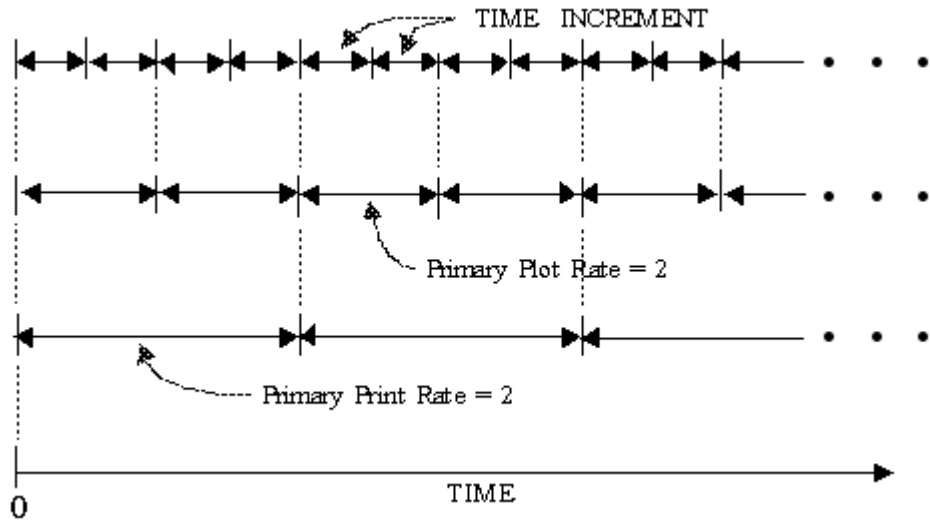 TIME INCREMENT
Primary Plot Rate = 2
Primary Print Rate = 2
TIME
0